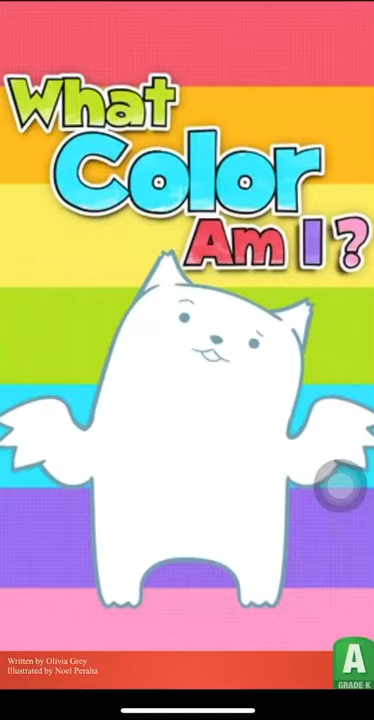 What
Color
Am I?
Written by Olivia Grey
Illustrated by Noel Peralta
A
GRADE K